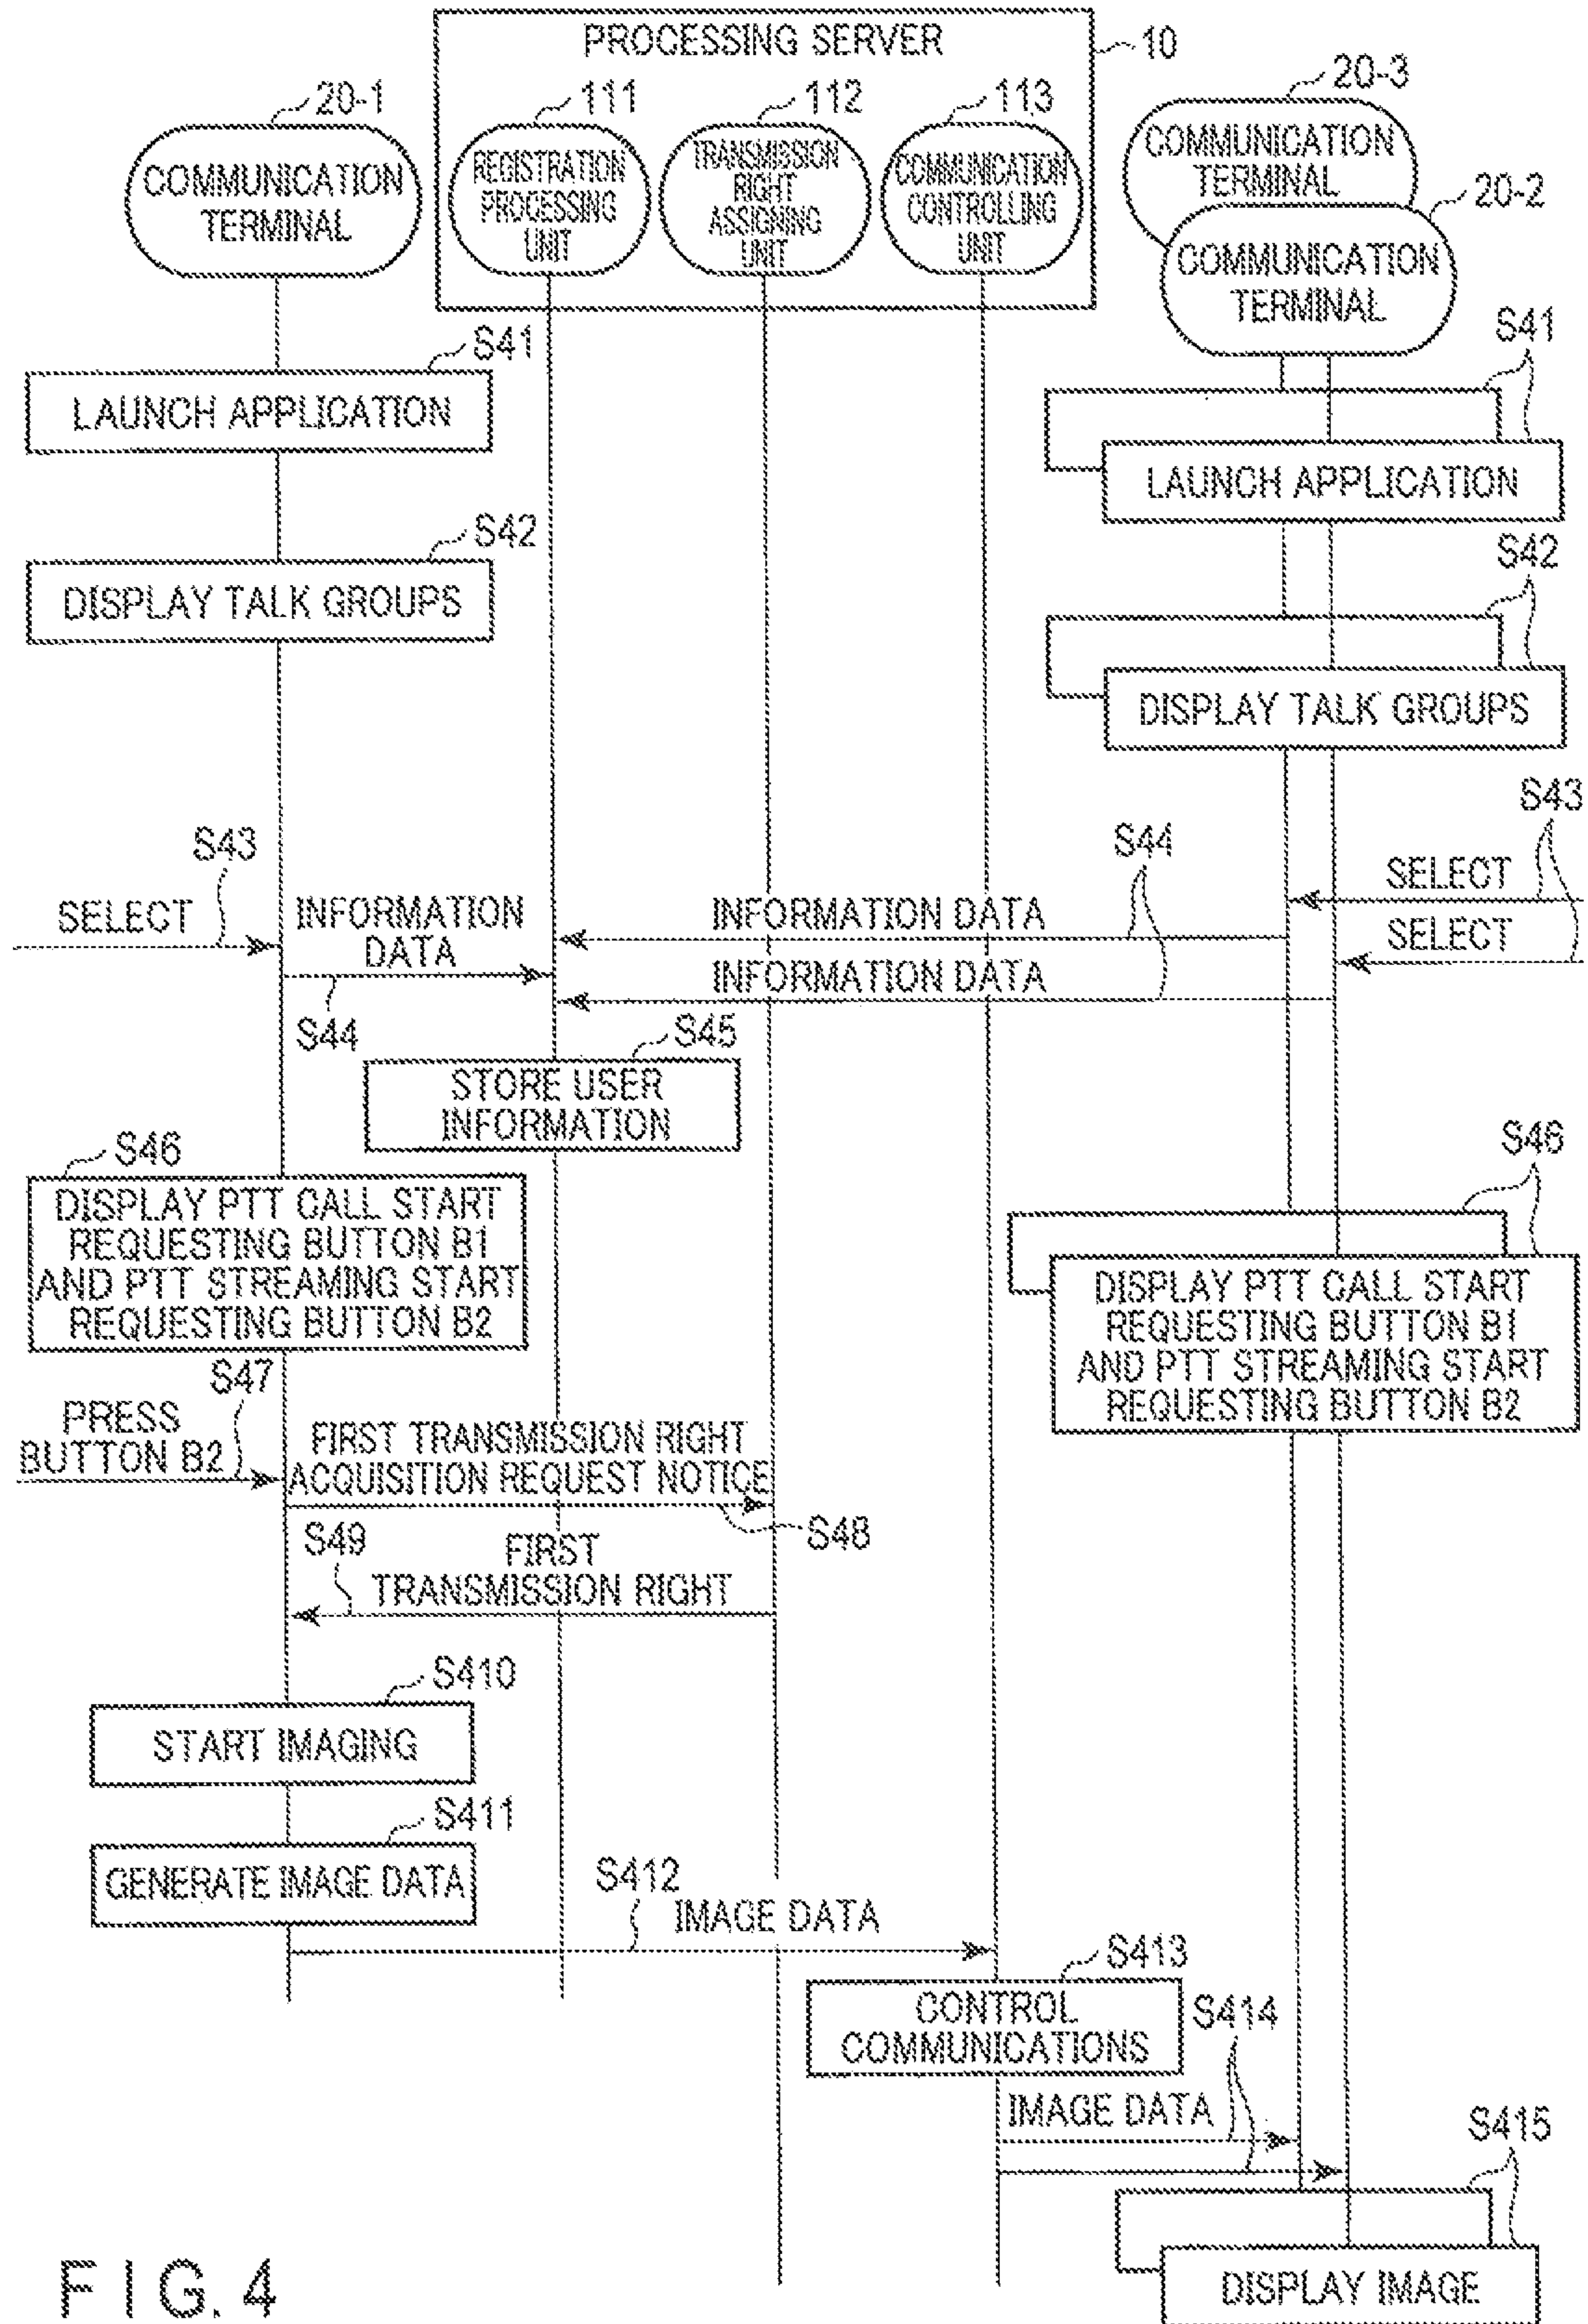 PROCESSING SERVER
10
20-1
111
112
113
20-3
20-2
COMMUNICATION
TERMINAL
REGISTRATION
PROCESSING
UNIT
TRANSMISSION
RIGHT
ASSIGNING
UNIT
COMMUNICATION
CONTROLLING
UNIT
COMMUNICATION
TERMINAL
COMMUNICATION
TERMINAL
S41
LAUNCH APPLICATION
S41
LAUNCH APPLICATION
S42
DISPLAY TALK GROUPS
S42
DISPLAY TALK GROUPS
S43
SELECT
INFORMATION
DATA
S44
S44
INFORMATION DATA
INFORMATION DATA
S43
SELECT
SELECT
S45
STORE USER
INFORMATION
S46
DISPLAY PTT CALL START
REQUESTING BUTTON B1
AND PTT STREAMING START
REQUESTING BUTTON B2
S46
DISPLAY PTT CALL START
REQUESTING BUTTON B1
AND PTT STREAMING START
REQUESTING BUTTON B2
S47
PRESS
BUTTON B2
FIRST TRANSMISSION RIGHT
ACQUISITION REQUEST NOTICE
S48
S49
FIRST
TRANSMISSION RIGHT
S410
START IMAGING
S411
GENERATE IMAGE DATA
S412
IMAGE DATA
S413
CONTROL
COMMUNICATIONS
S414
IMAGE DATA
S415
DISPLAY IMAGE
FIG. 4